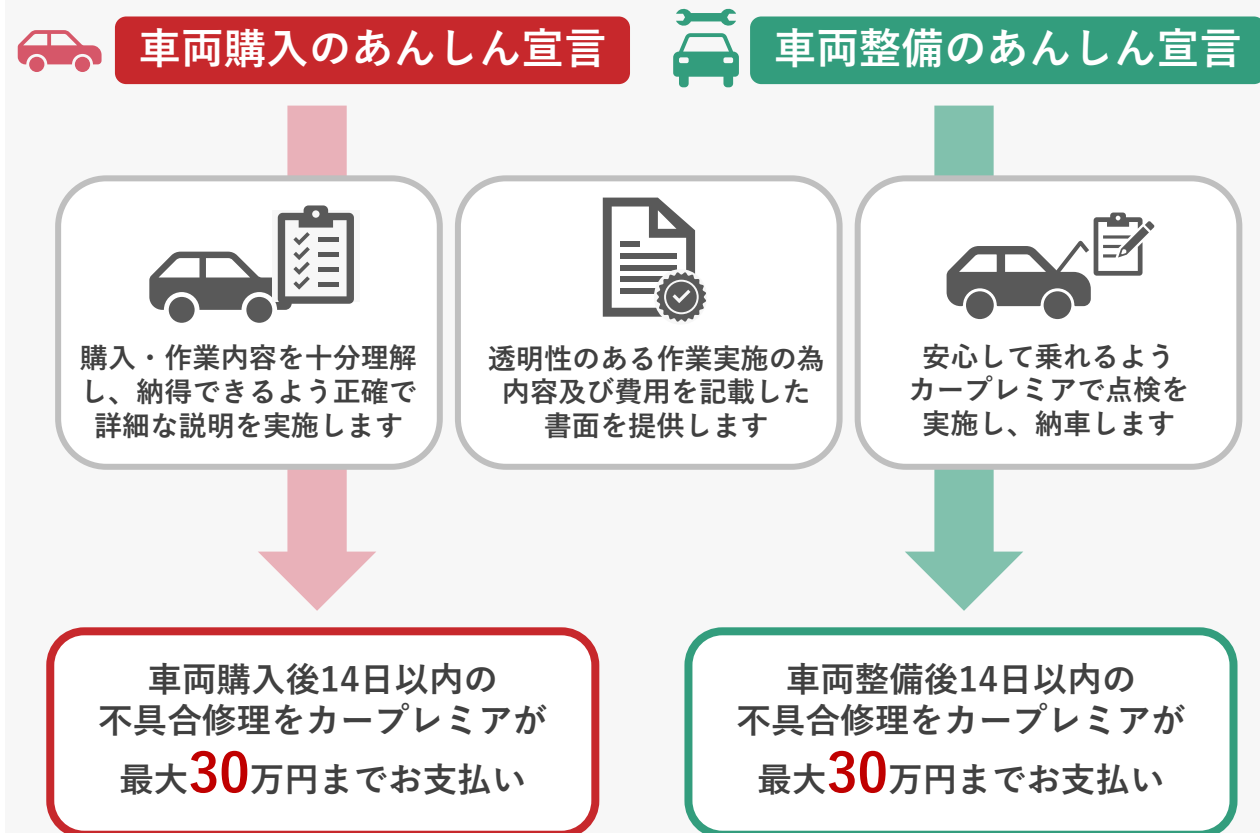 車両購入のあんしん宣言
車両整備のあんしん宣言
購入・作業内容を十分理解
し、納得できるよう正確で
詳細な説明を実施します
透明性のある作業実施の為
内容及び費用を記載した
書面を提供します
安心して乗れるよう
カープレミアで点検を
実施し、納車します
車両購入後14日以内の
不具合修理をカープレミアが
最大30万円までお支払い
車両整備後14日以内の
不具合修理をカープレミアが
最大30万円までお支払い